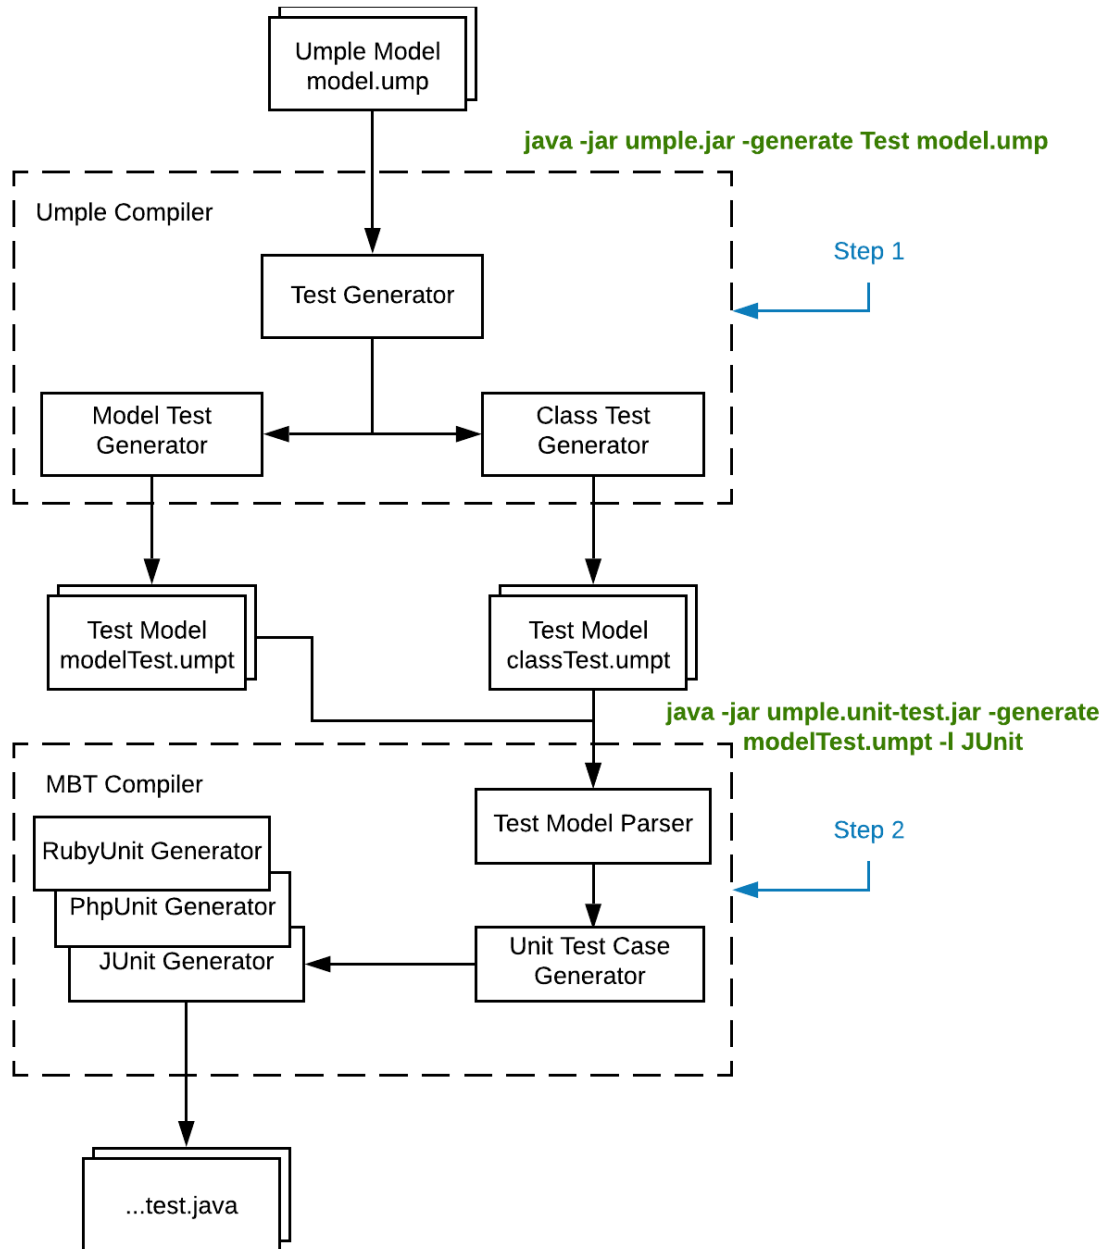 Umple Model
model.ump
java -jar umple.jar -generate Test model.ump
Umple Compiler
Step 1
Test Generator
Model Test
Generator
Class Test
Generator
Test Model
modelTest.umpt
Test Model
classTest.umpt
java -jar umple.unit-test.jar -generate
modelTest.umpt -l JUnit
MBT Compiler
Test Model Parser
Step 2
RubyUnit Generator
PhpUnit Generator
JUnit Generator
Unit Test Case
Generator
...test.java